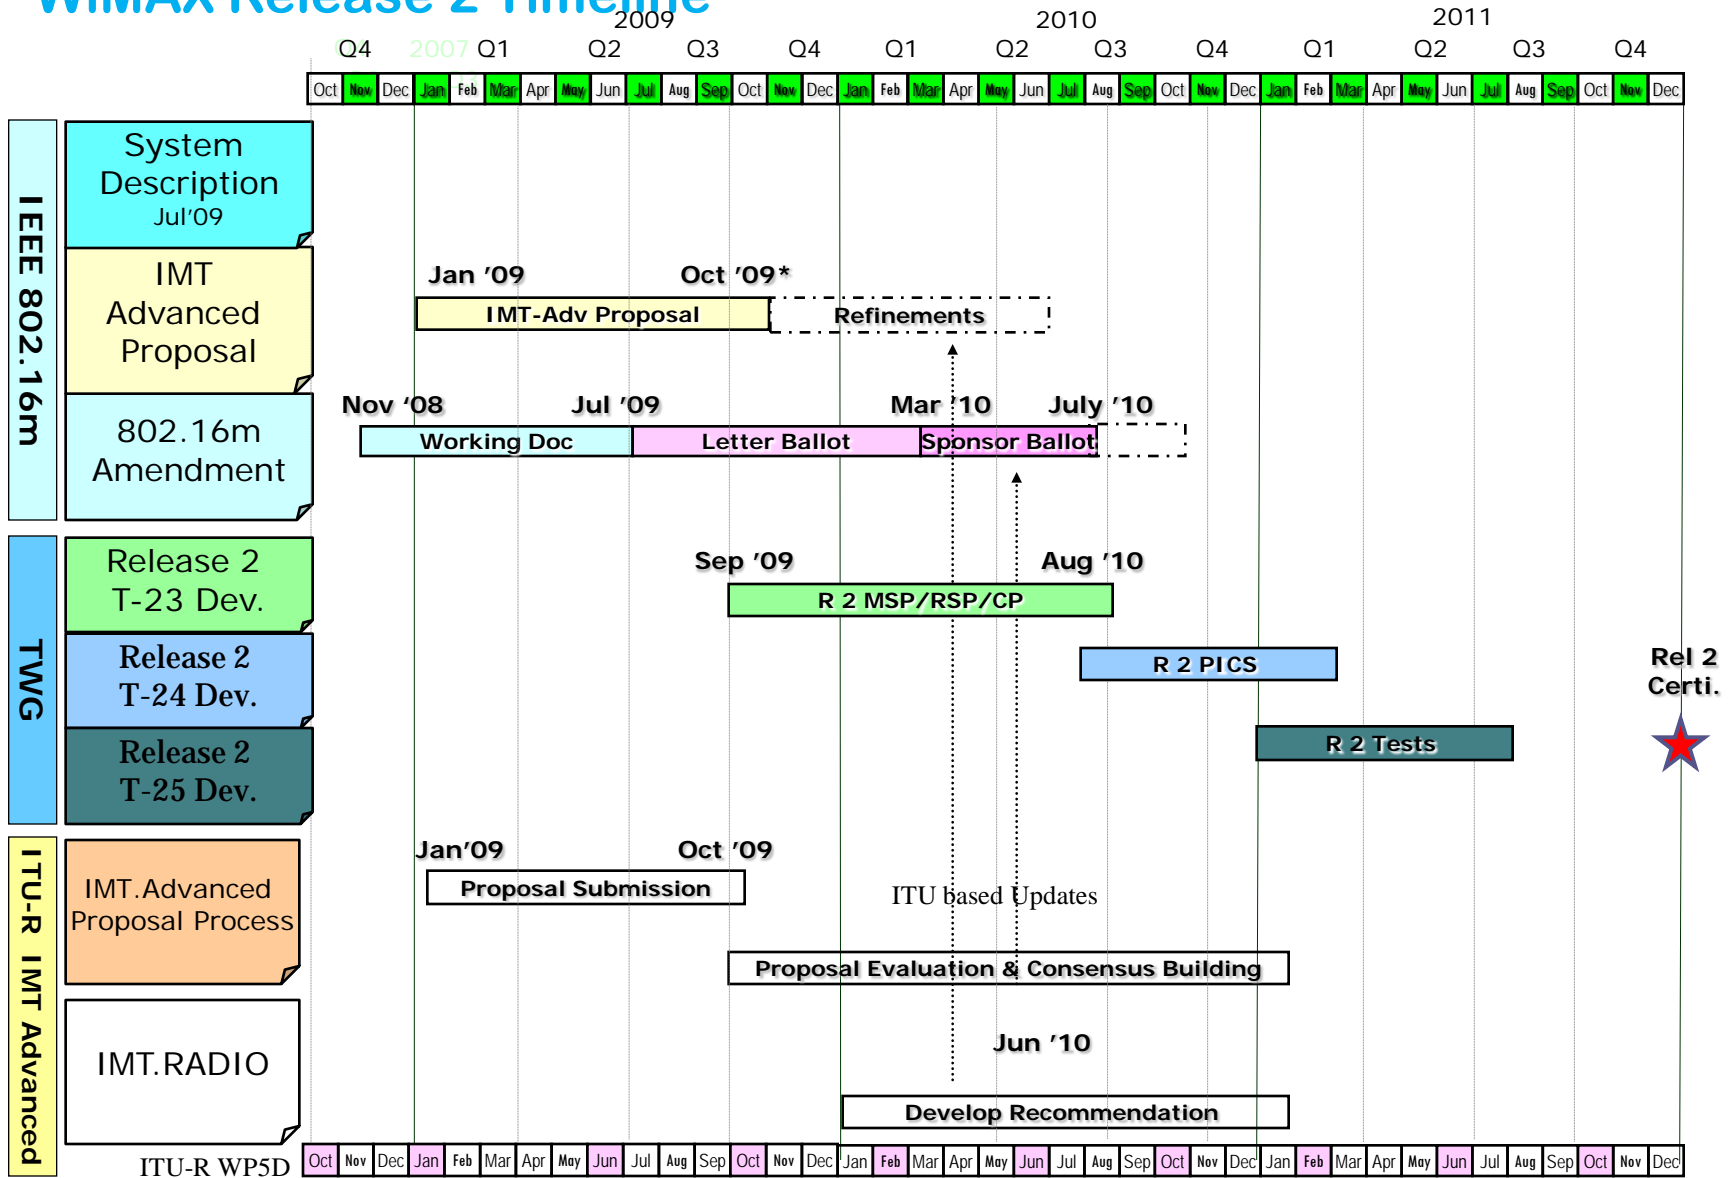 WiMAX Release 2 Timeline
2009 2010 2011
Q4 2007 Q1 Q2 Q3 Q4 Q1 Q2 Q3 Q4 Q1 Q2 Q3 Q4
Oct Nov Dec Jan Feb Mar Apr May Jun Jul Aug Sep Oct Nov Dec Jan Feb Mar Apr May Jun Jul Aug Sep Oct Nov Dec Jan Feb Mar Apr May Jun Jul Aug Sep Oct Nov Dec
IEEE 802.16m
System
Description
Jul'09
IMT
Advanced
Proposal
Jan '09 Oct '09*
IMT-Adv Proposal Refinements
802.16m
Amendment
Nov '08 Jul '09 Mar '10 July '10
Working Doc Letter Ballot Sponsor Ballot
TWG
Release 2
T-23 Dev.
Sep '09 Aug '10
R 2 MSP/RSP/CP
Release 2
T-24 Dev.
R 2 PICS
Rel 2
Certi.
Release 2
T-25 Dev.
R 2 Tests
ITU-R IMT Advanced
IMT.Advanced
Proposal Process
Jan'09 Oct '09
Proposal Submission
ITU based Updates
Proposal Evaluation & Consensus Building
IMT.RADIO
Jun '10
Develop Recommendation
ITU-R WP5D
Oct Nov Dec Jan Feb Mar Apr May Jun Jul Aug Sep Oct Nov Dec Jan Feb Mar Apr May Jun Jul Aug Sep Oct Nov Dec Jan Feb Mar Apr May Jun Jul Aug Sep Oct Nov Dec